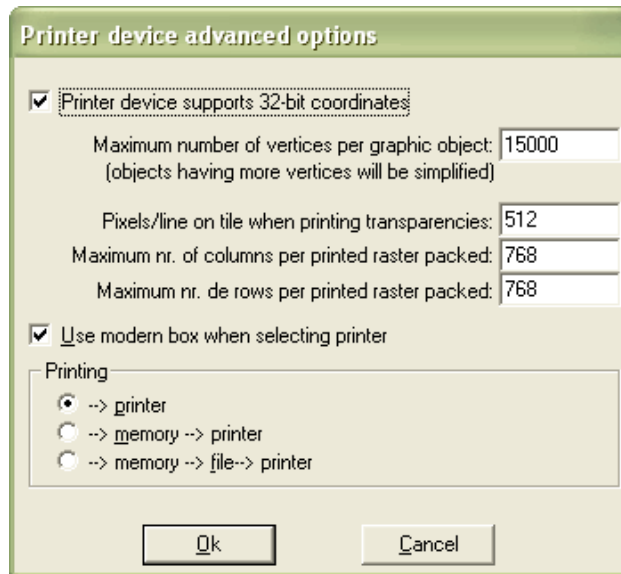 Printer device advanced options
Printer device supports 32-bit coordinates
Maximum number of vertices per graphic object: 15000
(objects having more vertices will be simplified)
Pixels/line on tile when printing transparencies: 512
Maximum nr. of columns per printed raster packed: 768
Maximum nr. de rows per printed raster packed: 768
Use modern box when selecting printer
Printing
--> printer
--> memory --> printer
--> memory --> file--> printer
Ok Cancel